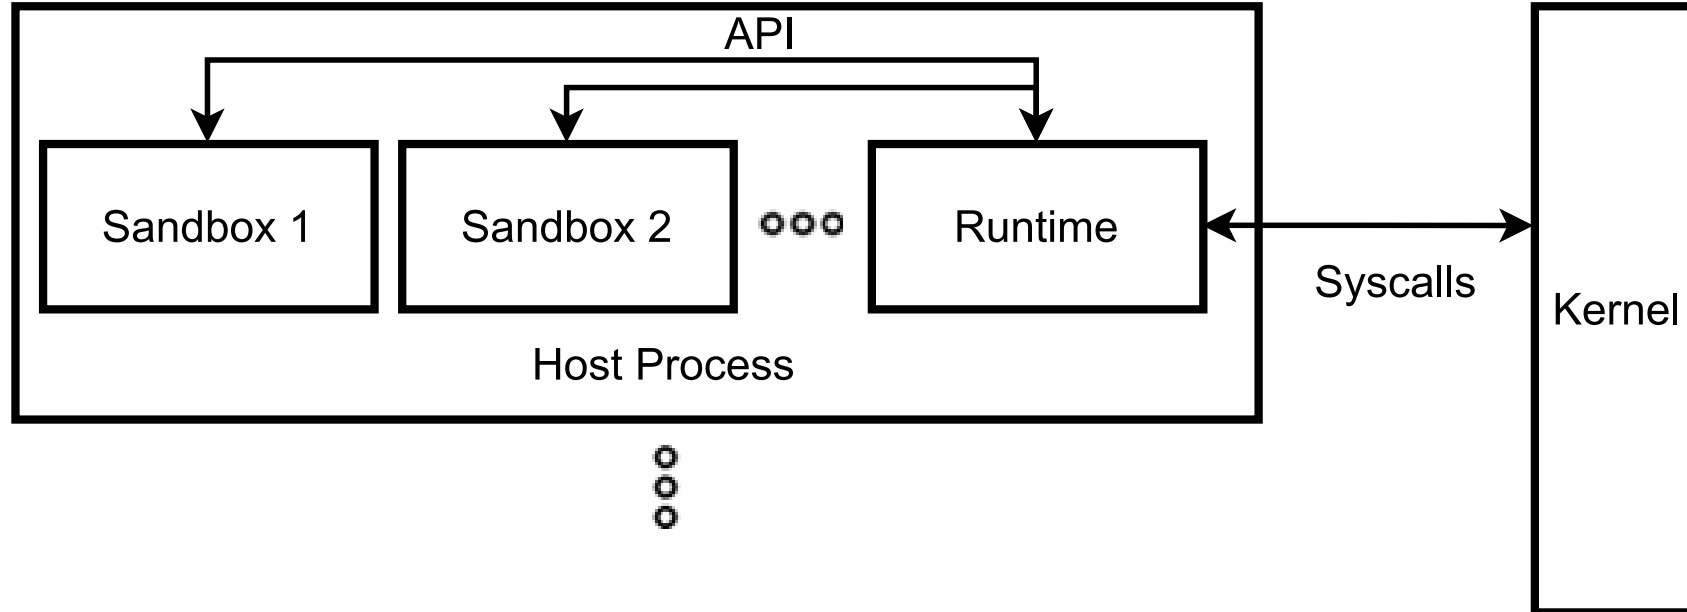 API
Sandbox 1
Sandbox 2
Runtime
Syscalls
Kernel
Host Process